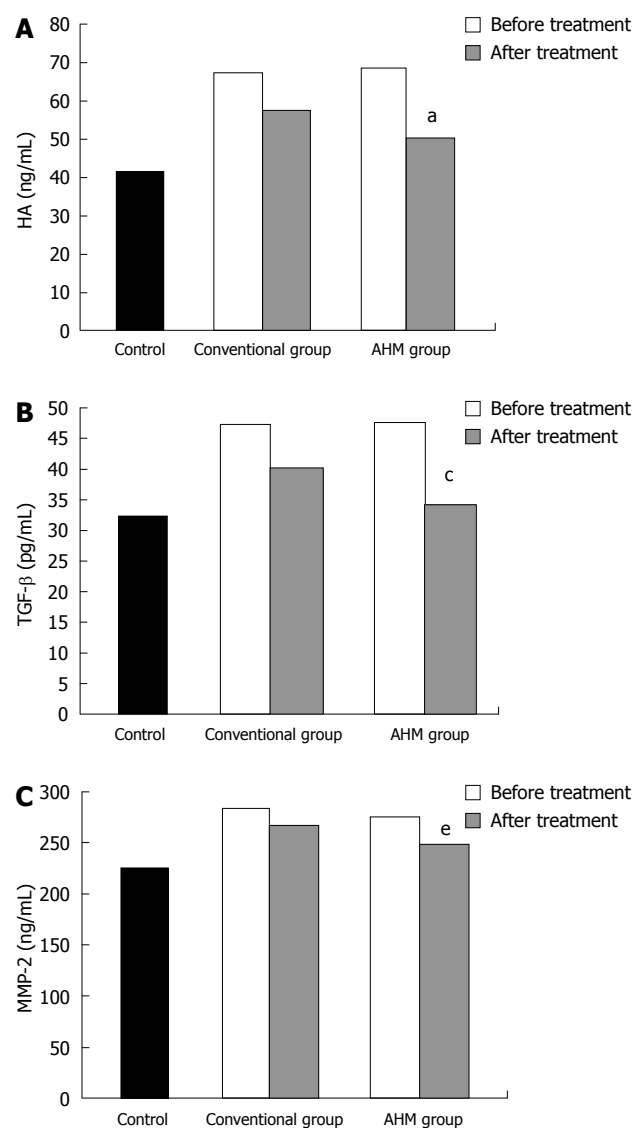 A
Before treatment
After treatment
HA (ng/mL)
80
70
60
50
40
30
20
10
0
a
Control
Conventional group
AHM group
B
Before treatment
After treatment
TGF-β (pg/mL)
50
45
40
35
30
25
20
15
10
5
0
c
Control
Conventional group
AHM group
C
Before treatment
After treatment
MMP-2 (ng/mL)
300
250
200
150
100
50
0
e
Control
Conventional group
AHM group